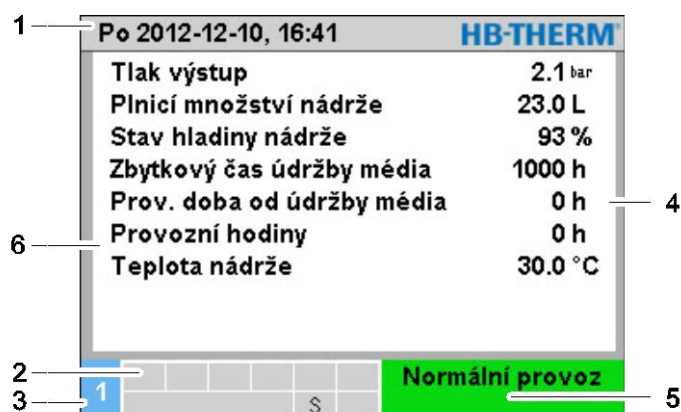 1 Po 2012-12-10, 16:41 HB-THERM
Tlak výstup 2.1 bar
Plnicí množství nádrže 23.0 L
Stav hladiny nádrže 93 %
Zbytkový čas údržby média 1000 h
Prov. doba od údržby média 0 h 4
6 Provozní hodiny 0 h
Teplota nádrže 30.0 °C
2 Normální provoz
3 1 S 5